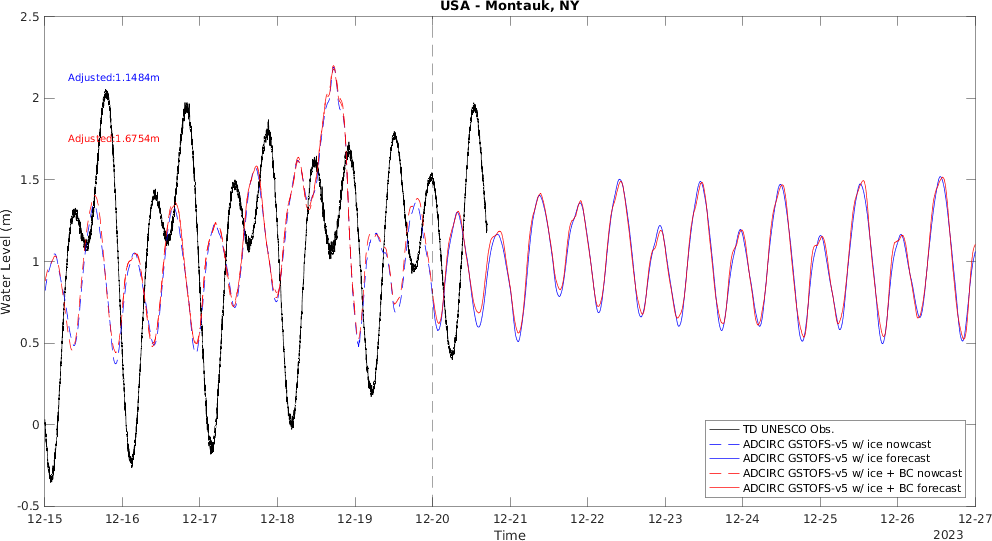 USA - Montauk, NY
2.5
2
1.5
1
0.5
0
-0.5
Water Level (m)
Adjusted:1.1484m
Adjusted:1.6754m
TD UNESCO Obs.
ADCIRC GSTOFS-v5 w/ ice nowcast
ADCIRC GSTOFS-v5 w/ ice forecast
ADCIRC GSTOFS-v5 w/ ice + BC nowcast
ADCIRC GSTOFS-v5 w/ ice + BC forecast
12-15 12-16 12-17 12-18 12-19 12-20 12-21 12-22 12-23 12-24 12-25 12-26 12-27
Time
2023